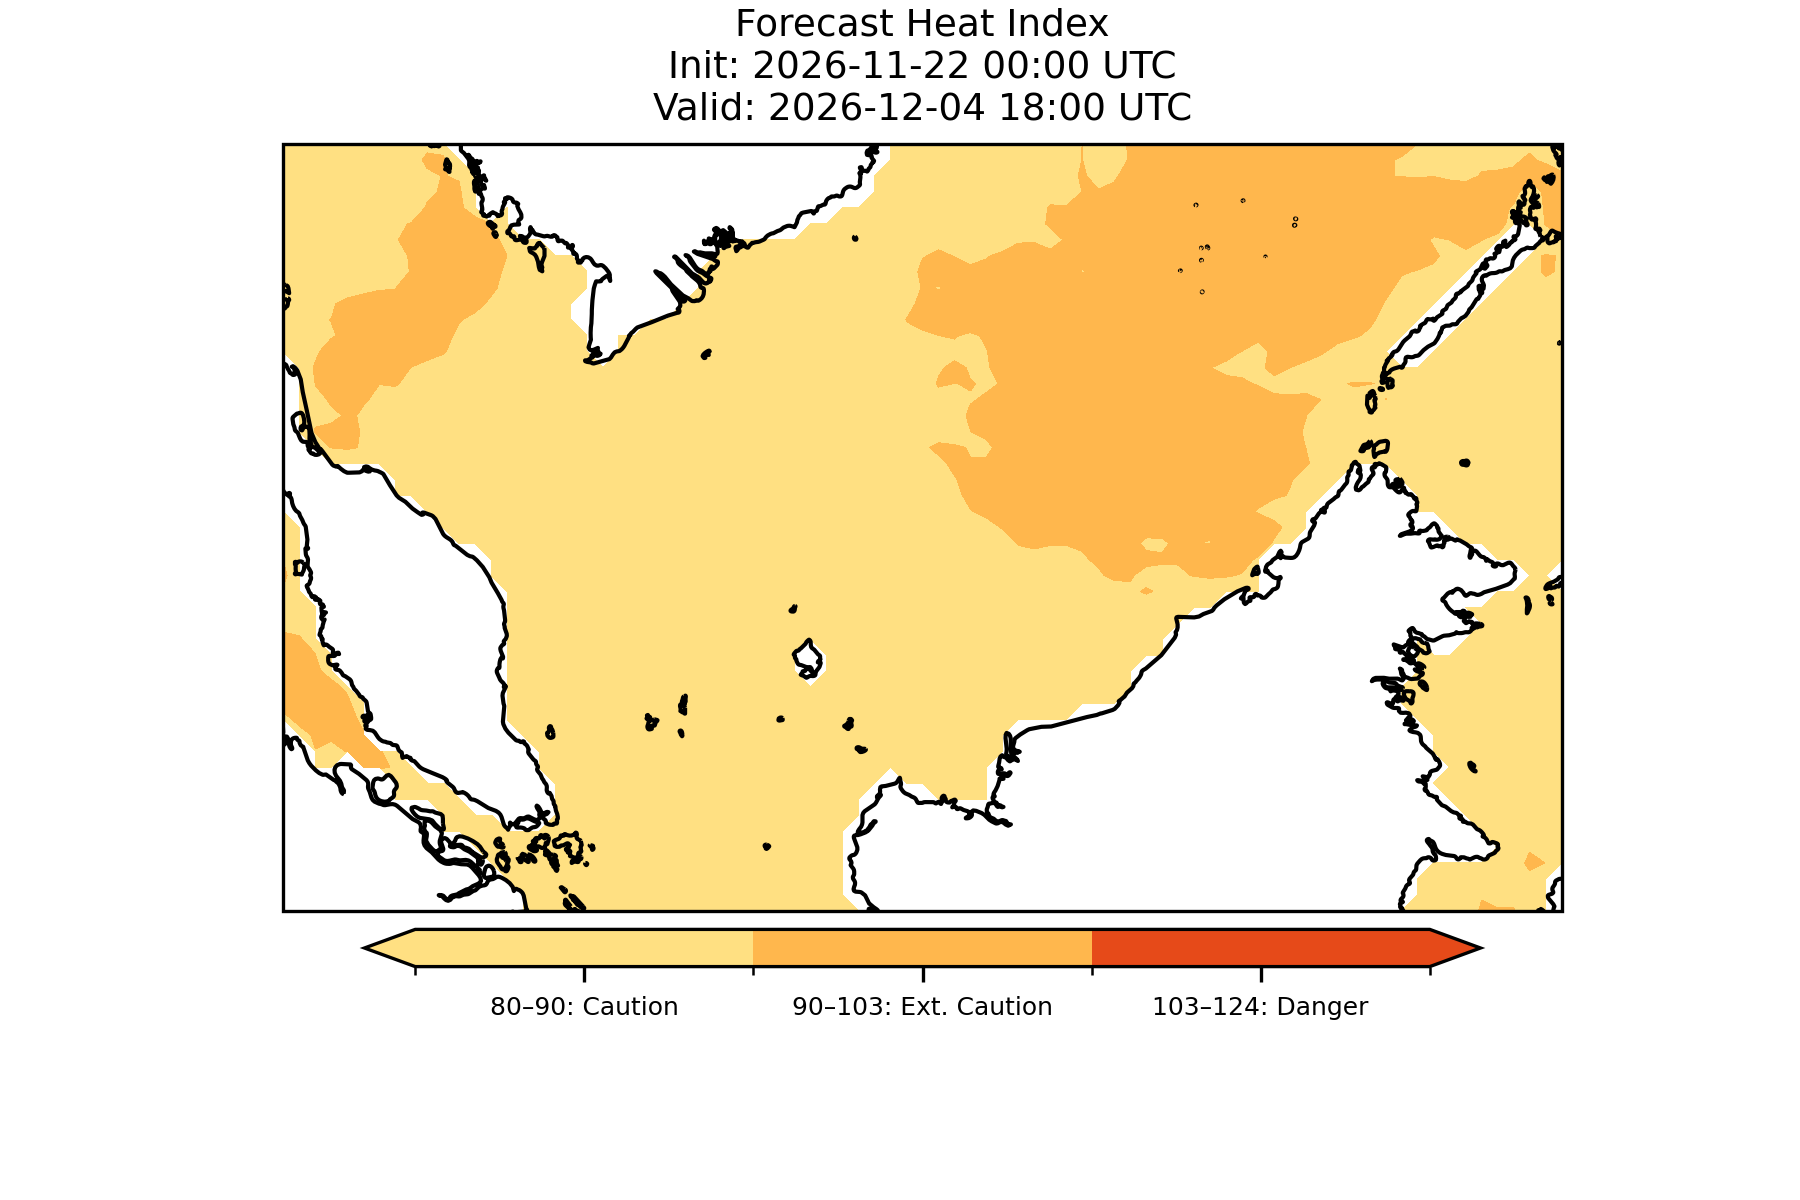 Forecast Heat Index
Init: 2026-11-22 00:00 UTC
Valid: 2026-12-04 18:00 UTC
80–90: Caution
90–103: Ext. Caution
103–124: Danger